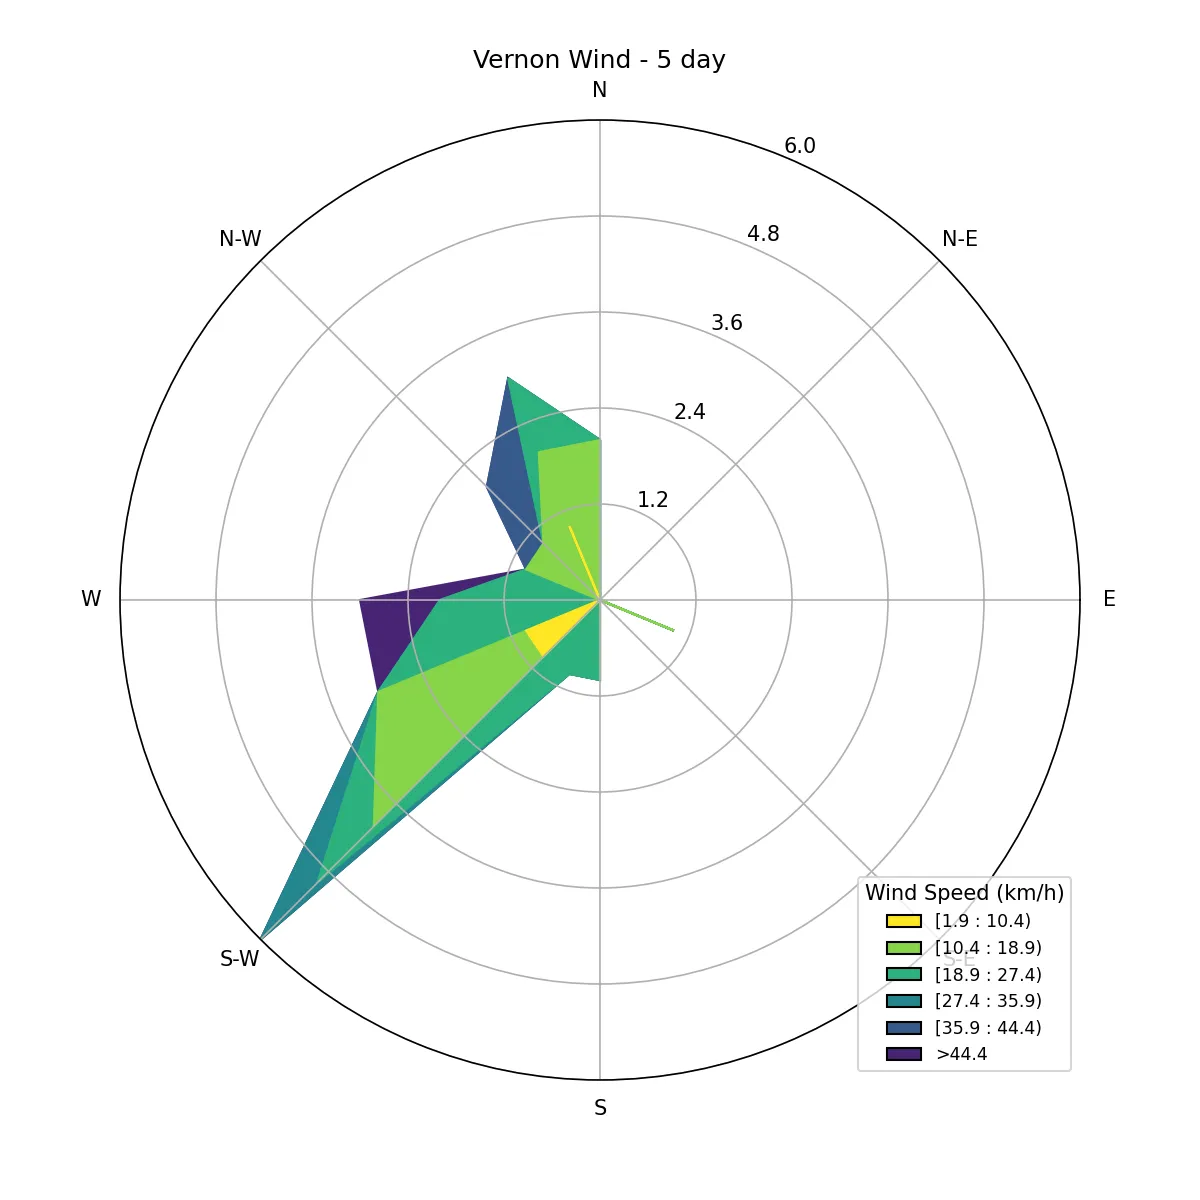 Vernon Wind - 5 day
N
6.0
4.8
N-W
N-E
3.6
2.4
1.2
W
E
S-W
S-E
Wind Speed (km/h)
[1.9 : 10.4)
[10.4 : 18.9)
[18.9 : 27.4)
[27.4 : 35.9)
[35.9 : 44.4)
>44.4
S